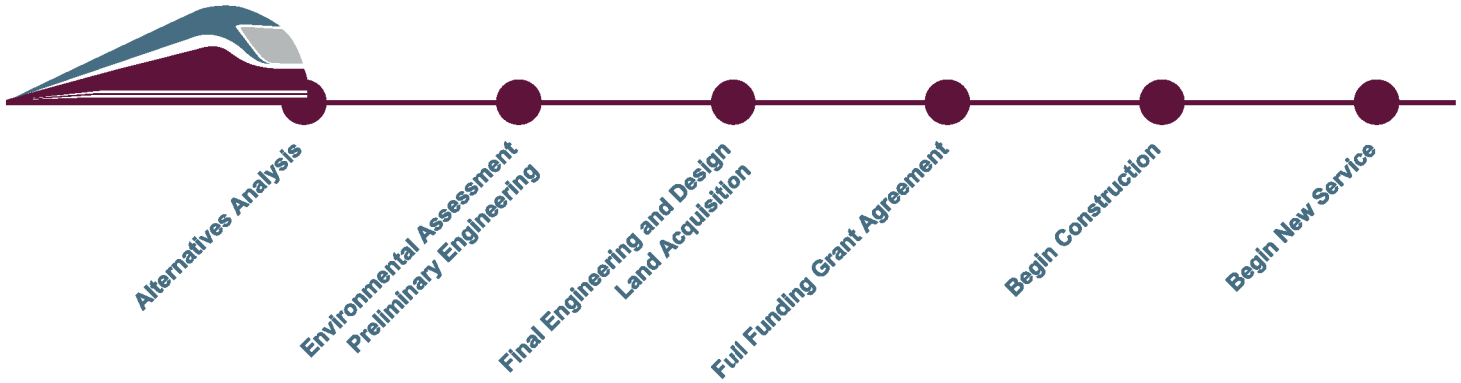 Alternatives Analysis
Environmental Assessment
Preliminary Engineering
Final Engineering and Design
Land Acquisition
Full Funding Grant Agreement
Begin Construction
Begin New Service